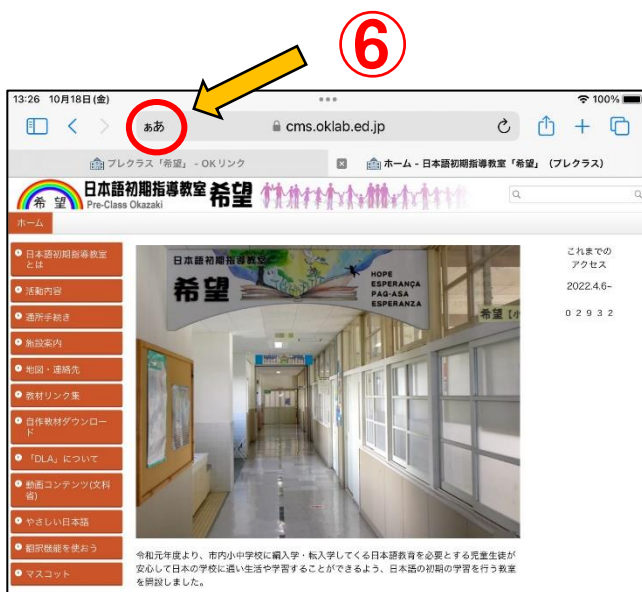 ⑥
13:26 10月18日(金)
100%
ぁあ
cms.oklab.ed.jp
プレクラス「希望」 - OKリンク
ホーム - 日本語初期指導教室「希望」 (プレクラス)
希 望
日本語初期指導教室 希望
Pre-Class Okazaki
ホーム
日本語初期指導教室とは
活動内容
通所手続き
施設案内
地図・連絡先
教材リンク集
自作教材ダウンロード
「DLA」について
動画コンテンツ(文科省)
やさしい日本語
翻訳機能を使おう
マスコット
日本語初期指導教室
希望
HOPE
ESPERANÇA
PAG-ASA
ESPERANZA
希望
これまでの
アクセス
2022.4.6~
02932
令和元年度より、市内小中学校に編入学・転入学してくる日本語教育を必要とする児童生徒が
安心して日本の学校に通い生活や学習することができるよう、日本語の初期の学習を行う教室
を開設しました。